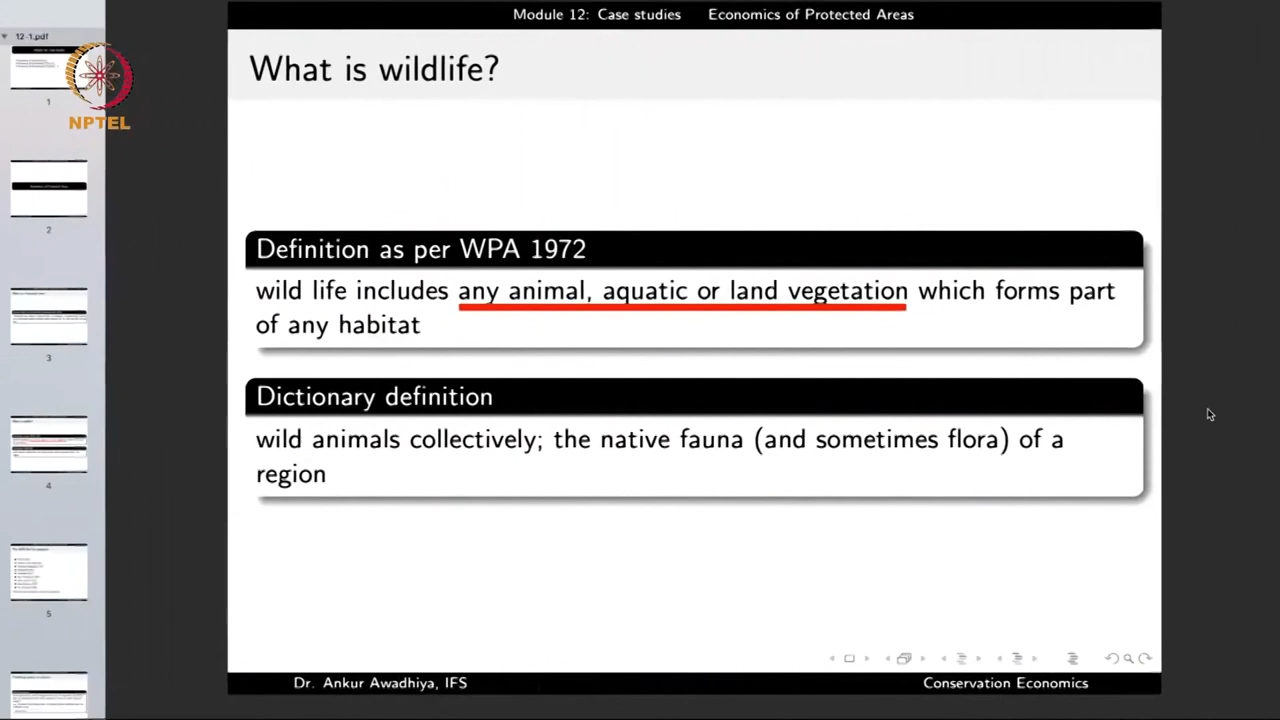 Module 12: Case studies Economics of Protected Areas
12-1.pdf
What is wildlife?
1
NPTEL
2
Definition as per WPA 1972
wild life includes any animal, aquatic or land vegetation which forms part
of any habitat
3
Dictionary definition
wild animals collectively; the native fauna (and sometimes flora) of a
region
4
5
Dr. Ankur Awadhiya, IFS Conservation Economics